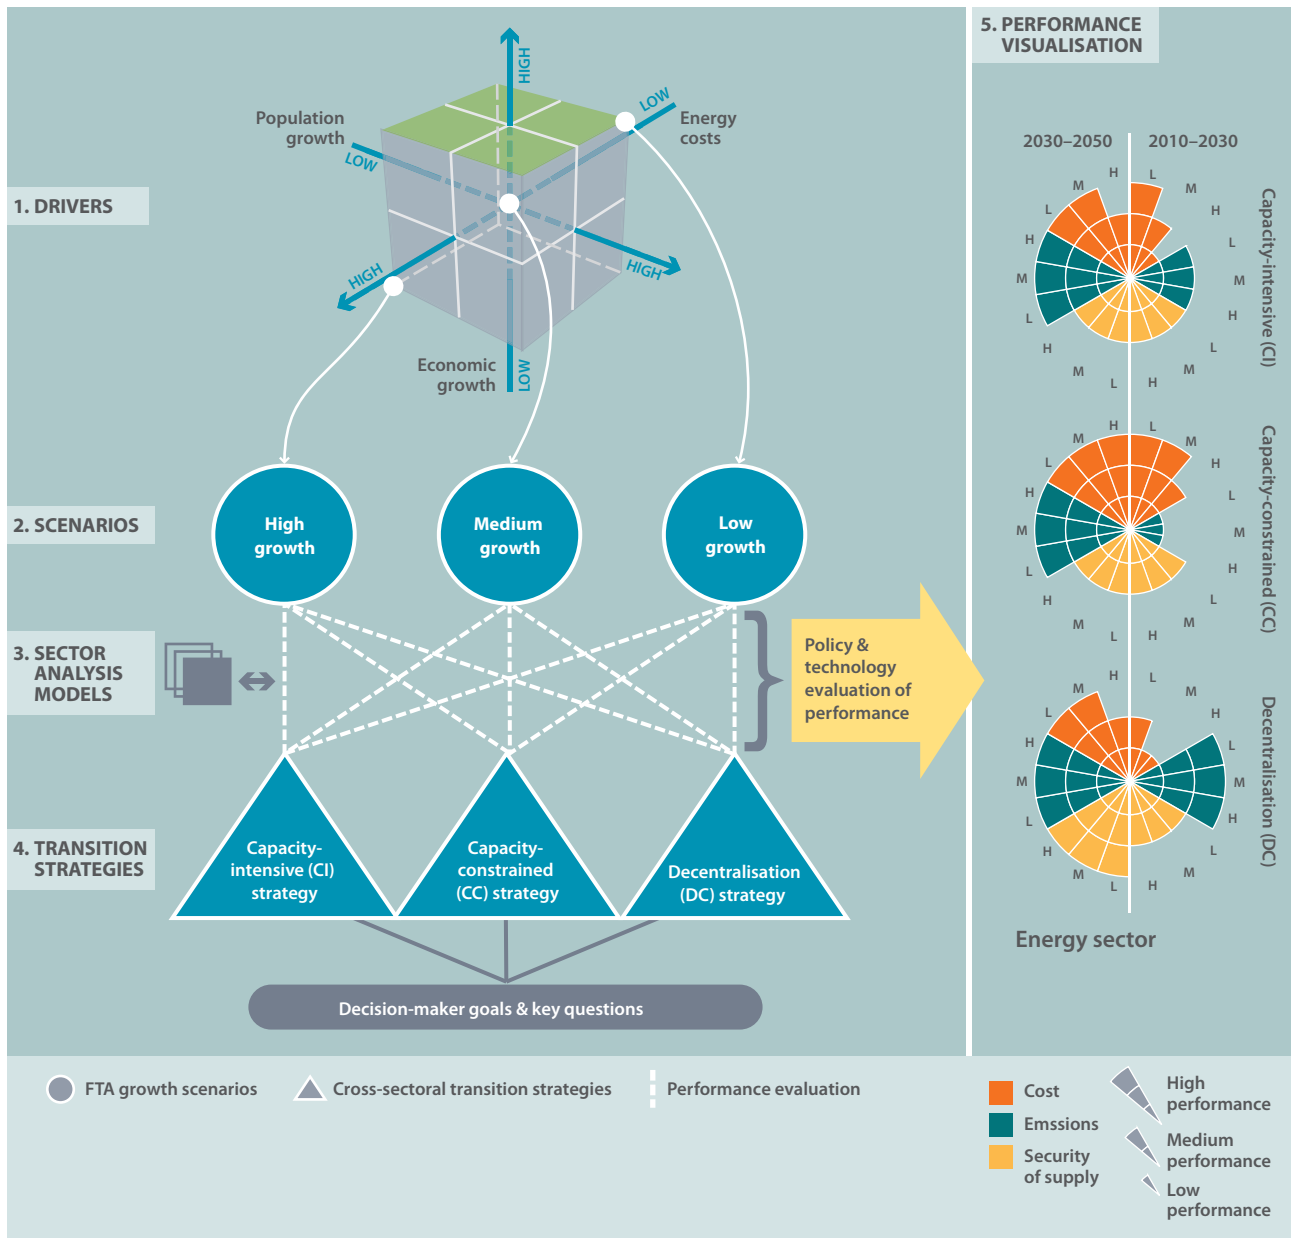 5. PERFORMANCE
VISUALISATION
HIGH
LOW
Population
growth
Energy
costs
LOW
1. DRIVERS
HIGH
HIGH
Economic
growth
LOW
2. SCENARIOS
High
growth
Medium
growth
Low
growth
3. SECTOR
ANALYSIS
MODELS
Policy &
technology
evaluation of
performance
4. TRANSITION
STRATEGIES
Capacity-
intensive (CI)
strategy
Capacity-
constrained
(CC) strategy
Decentralisation
(DC) strategy
Decision-maker goals & key questions
2030–2050
2010–2030
H
L
M
M
L
H
H
L
M
M
L
H
H
L
M
M
L
H
Capacity-intensive (CI)
H
L
M
M
L
H
H
L
M
M
L
H
H
L
M
M
L
H
Capacity-constrained (CC)
H
L
M
M
L
H
H
L
M
M
L
H
H
L
M
M
L
H
Decentralisation (DC)
Energy sector
FTA growth scenarios
Cross-sectoral transition strategies
Performance evaluation
Cost
Emssions
Security
of supply
High
performance
Medium
performance
Low
performance